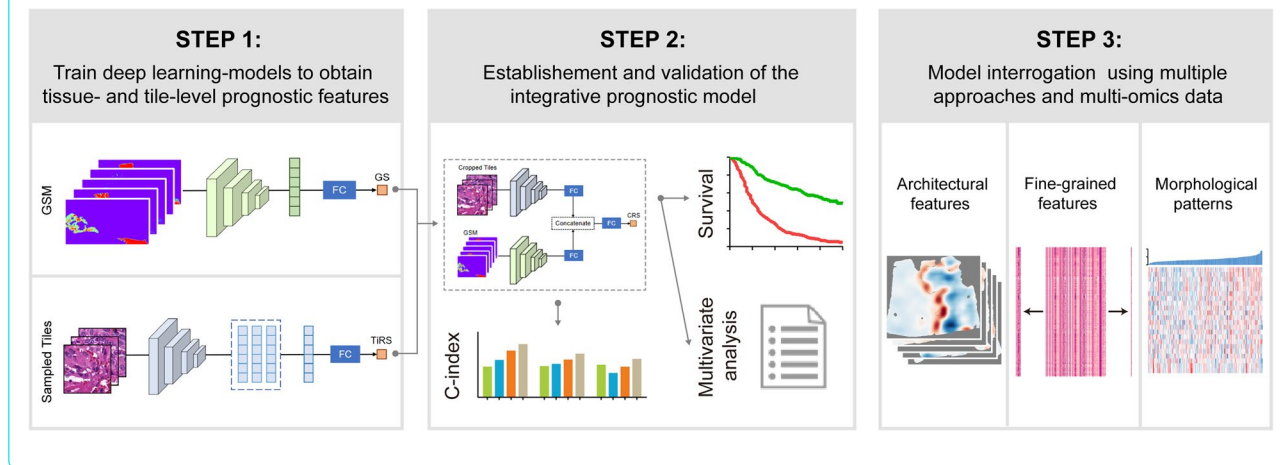 STEP 1:
Train deep learning-models to obtain
tissue- and tile-level prognostic features
GSM
FC
GS
Sampled Tiles
FC
TiRS
STEP 2:
Establishement and validation of the
integrative prognostic model
Cropped Tiles
FC
Concatenate
FC
CRS
GSM
FC
C-index
Survival
Multivariate
analysis
STEP 3:
Model interrogation using multiple
approaches and multi-omics data
Architectural
features
Fine-grained
features
Morphological
patterns